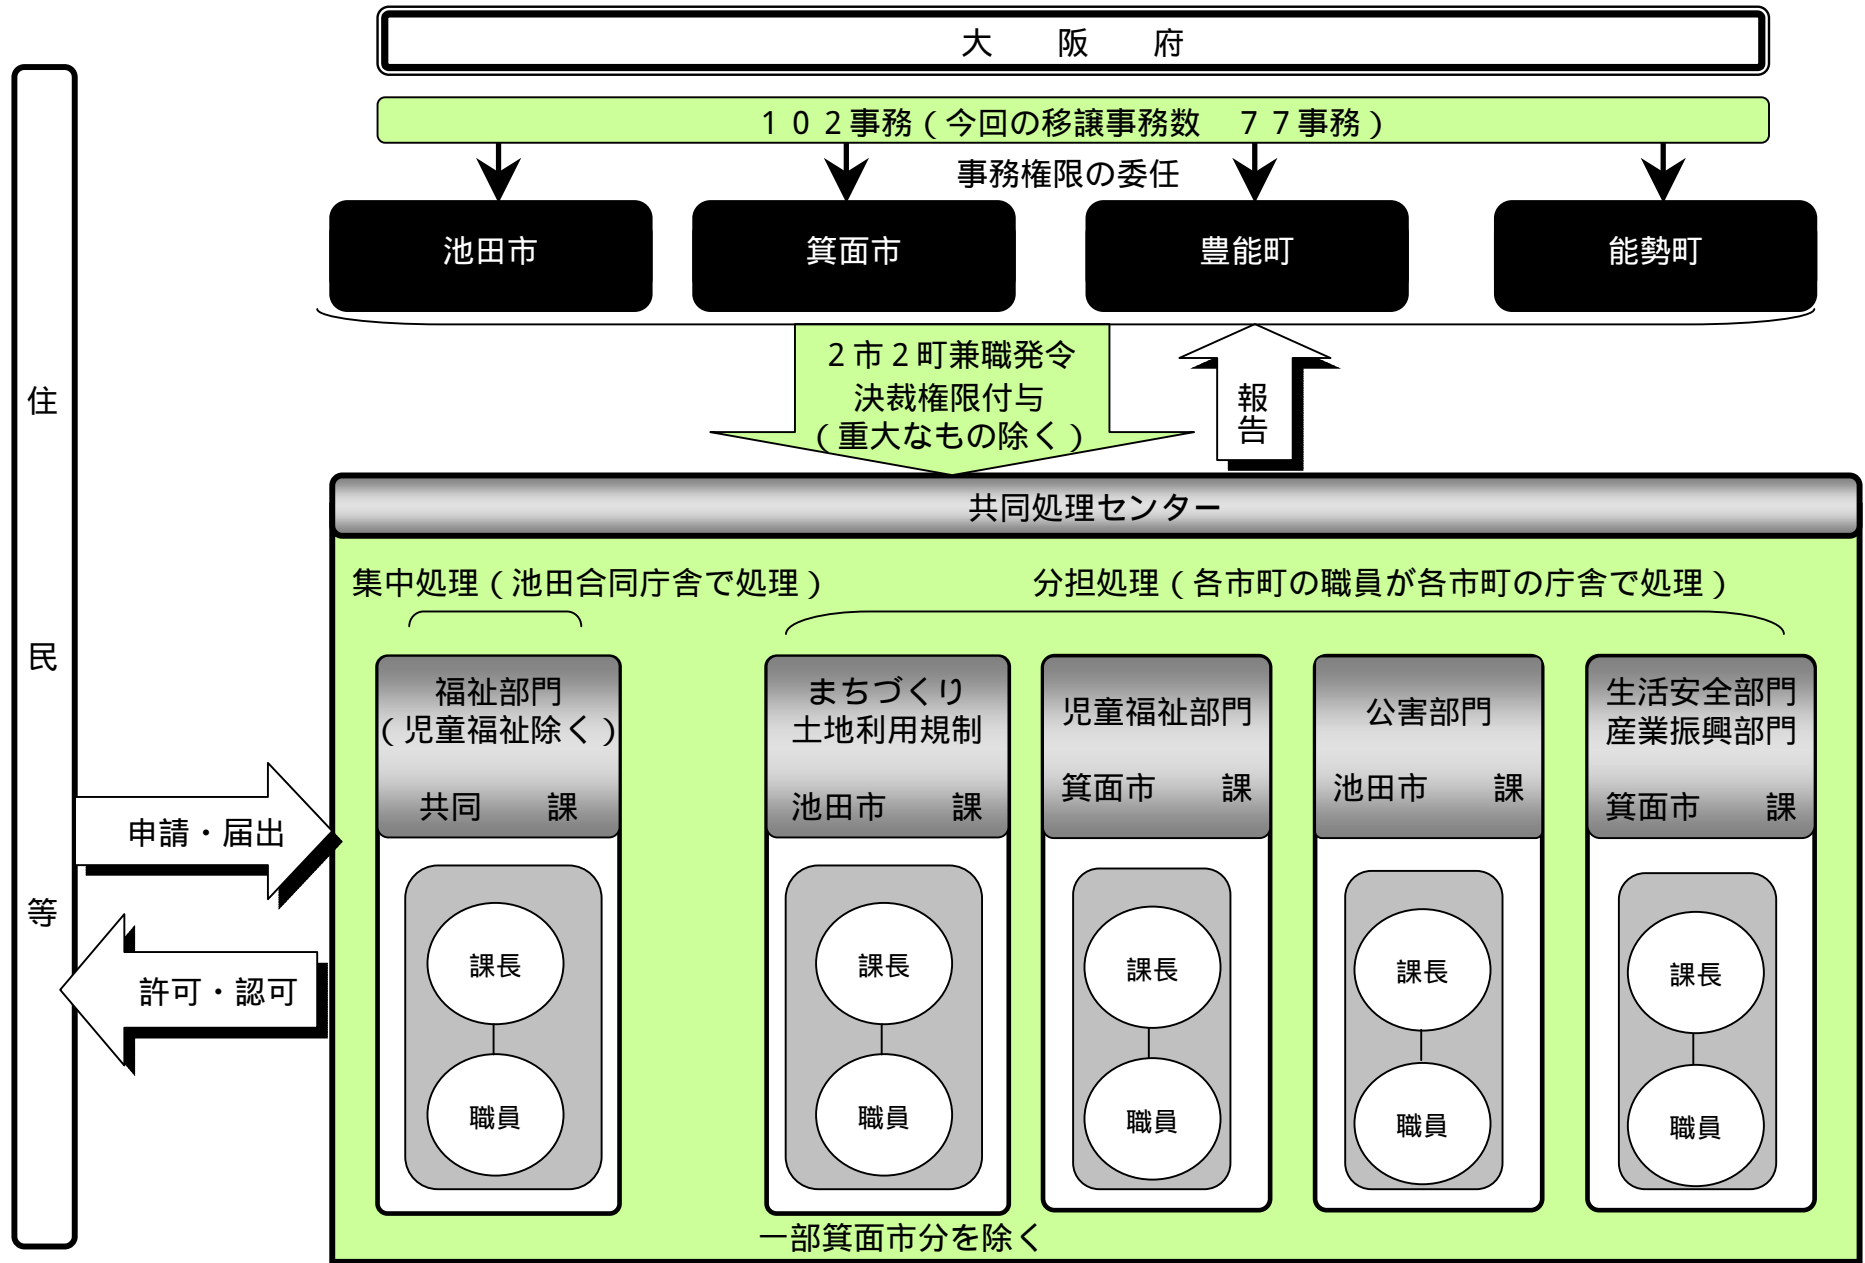 大　阪　府
１０２事務（今回の移譲事務数　７７事務）
事務権限の委任
池田市
箕面市
豊能町
能勢町
２市２町兼職発令
決裁権限付与
（重大なもの除く）
報告
共同処理センター
集中処理（池田合同庁舎で処理）
分担処理（各市町の職員が各市町の庁舎で処理）
福祉部門
（児童福祉除く）
共同　　課
まちづくり
土地利用規制
池田市　　課
児童福祉部門
箕面市　　課
公害部門
池田市　　課
生活安全部門
産業振興部門
箕面市　　課
課長
職員
課長
職員
課長
職員
課長
職員
課長
職員
一部箕面市分を除く
住民等
申請・届出
許可・認可